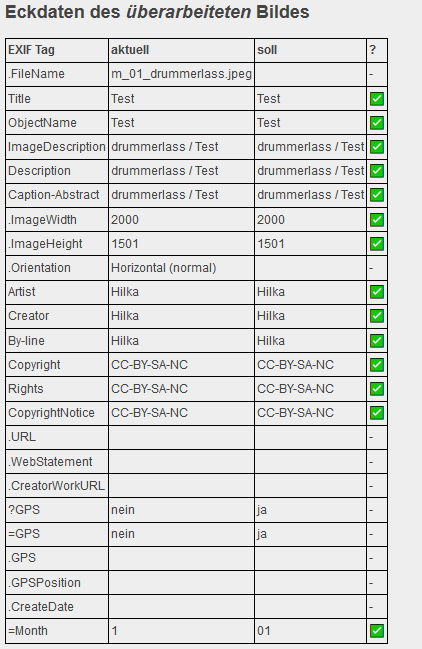 Eckdaten des überarbeiteten Bildes
EXIF Tag aktuell soll ?
.FileName m_01_drummerlass.jpeg -
Title Test Test ✅
ObjectName Test Test ✅
ImageDescription drummerlass / Test drummerlass / Test ✅
Description drummerlass / Test drummerlass / Test ✅
Caption-Abstract drummerlass / Test drummerlass / Test ✅
.ImageWidth 2000 2000 ✅
.ImageHeight 1501 1501 ✅
.Orientation Horizontal (normal) -
Artist Hilka Hilka ✅
Creator Hilka Hilka ✅
By-line Hilka Hilka ✅
Copyright CC-BY-SA-NC CC-BY-SA-NC ✅
Rights CC-BY-SA-NC CC-BY-SA-NC ✅
CopyrightNotice CC-BY-SA-NC CC-BY-SA-NC ✅
.URL -
.WebStatement -
.CreatorWorkURL -
?GPS nein ja -
=GPS nein ja -
.GPS -
.GPSPosition -
.CreateDate -
=Month 1 01 ✅